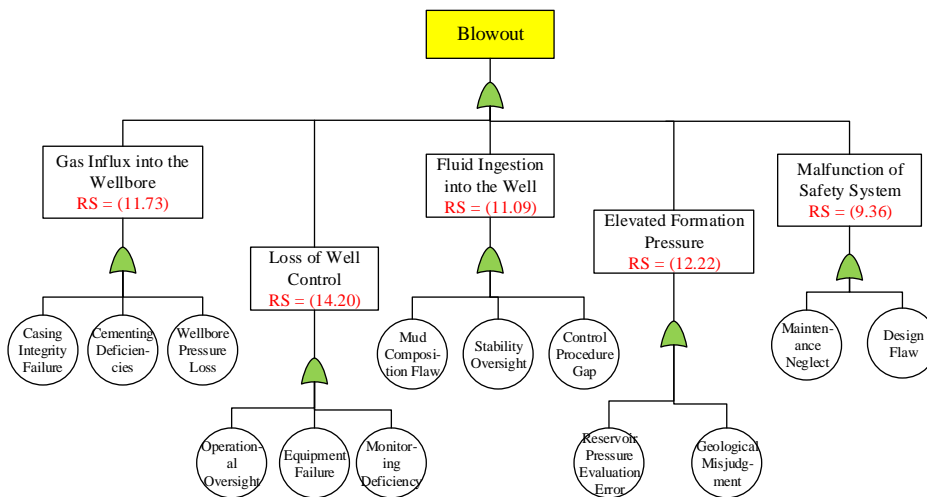 Blowout
Gas Influx into the
Wellbore
RS = (11.73)
Loss of Well
Control
RS = (14.20)
Fluid Ingestion
into the Well
RS = (11.09)
Elevated Formation
Pressure
RS = (12.22)
Malfunction of
Safety System
RS = (9.36)
Casing
Integrity
Failure
Cementing
Deficien-
cies
Wellbore
Pressure
Loss
Operation-
al
Oversight
Equipment
Failure
Monitor-
ing
Deficiency
Mud
Composi-
tion Flaw
Stability
Oversight
Control
Procedure
Gap
Reservoir
Pressure
Evaluation
Error
Geological
Misjudg-
ment
Mainten-
ance
Neglect
Design
Flaw